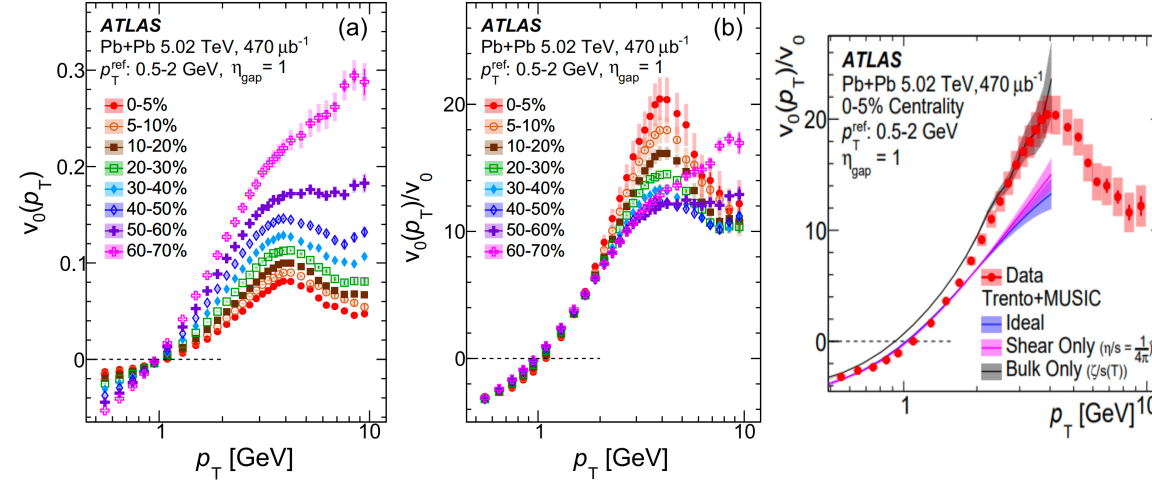 ATLAS
(a)
Pb+Pb 5.02 TeV, 470 μb⁻¹
p_T^ref: 0.5-2 GeV, η_gap = 1
0-5%
5-10%
10-20%
20-30%
30-40%
40-50%
50-60%
60-70%
0.3
0.2
0.1
0
v₀(p_T)
1
10
p_T [GeV]
ATLAS
(b)
Pb+Pb 5.02 TeV, 470 μb⁻¹
p_T^ref: 0.5-2 GeV, η_gap = 1
0-5%
5-10%
10-20%
20-30%
30-40%
40-50%
50-60%
60-70%
20
10
0
v₀(p_T)/v₀
1
10
p_T [GeV]
ATLAS
Pb+Pb 5.02 TeV,470 μb⁻¹
0-5% Centrality
p_T^ref: 0.5-2 GeV
η_gap = 1
Data
Trento+MUSIC
Ideal
Shear Only (η/s = 1/4π)
Bulk Only (ζ/s(T))
20
10
0
v₀(p_T)/v₀
1
10
p_T [GeV]